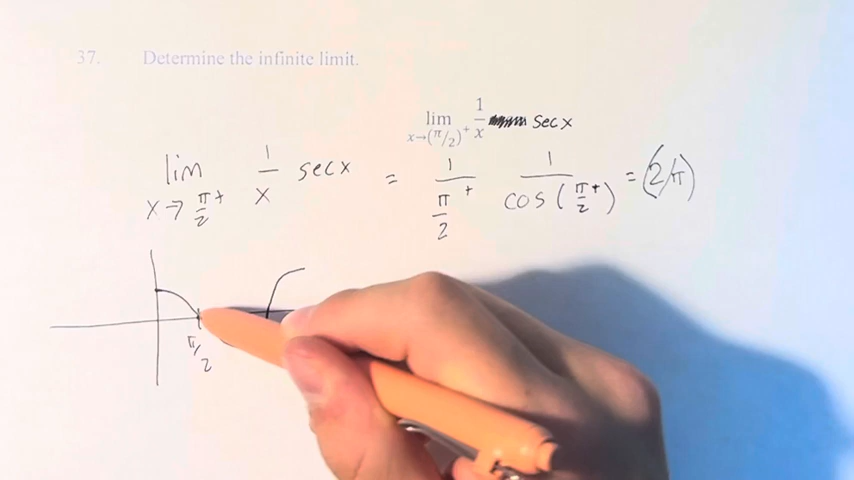 37. Determine the infinite limit.
lim x→(π/2)⁺ 1/x sec x
lim x→π/2⁺ 1/x sec x = 1/(π/2⁺) 1/cos(π/2⁺) = (2/π)
π/2